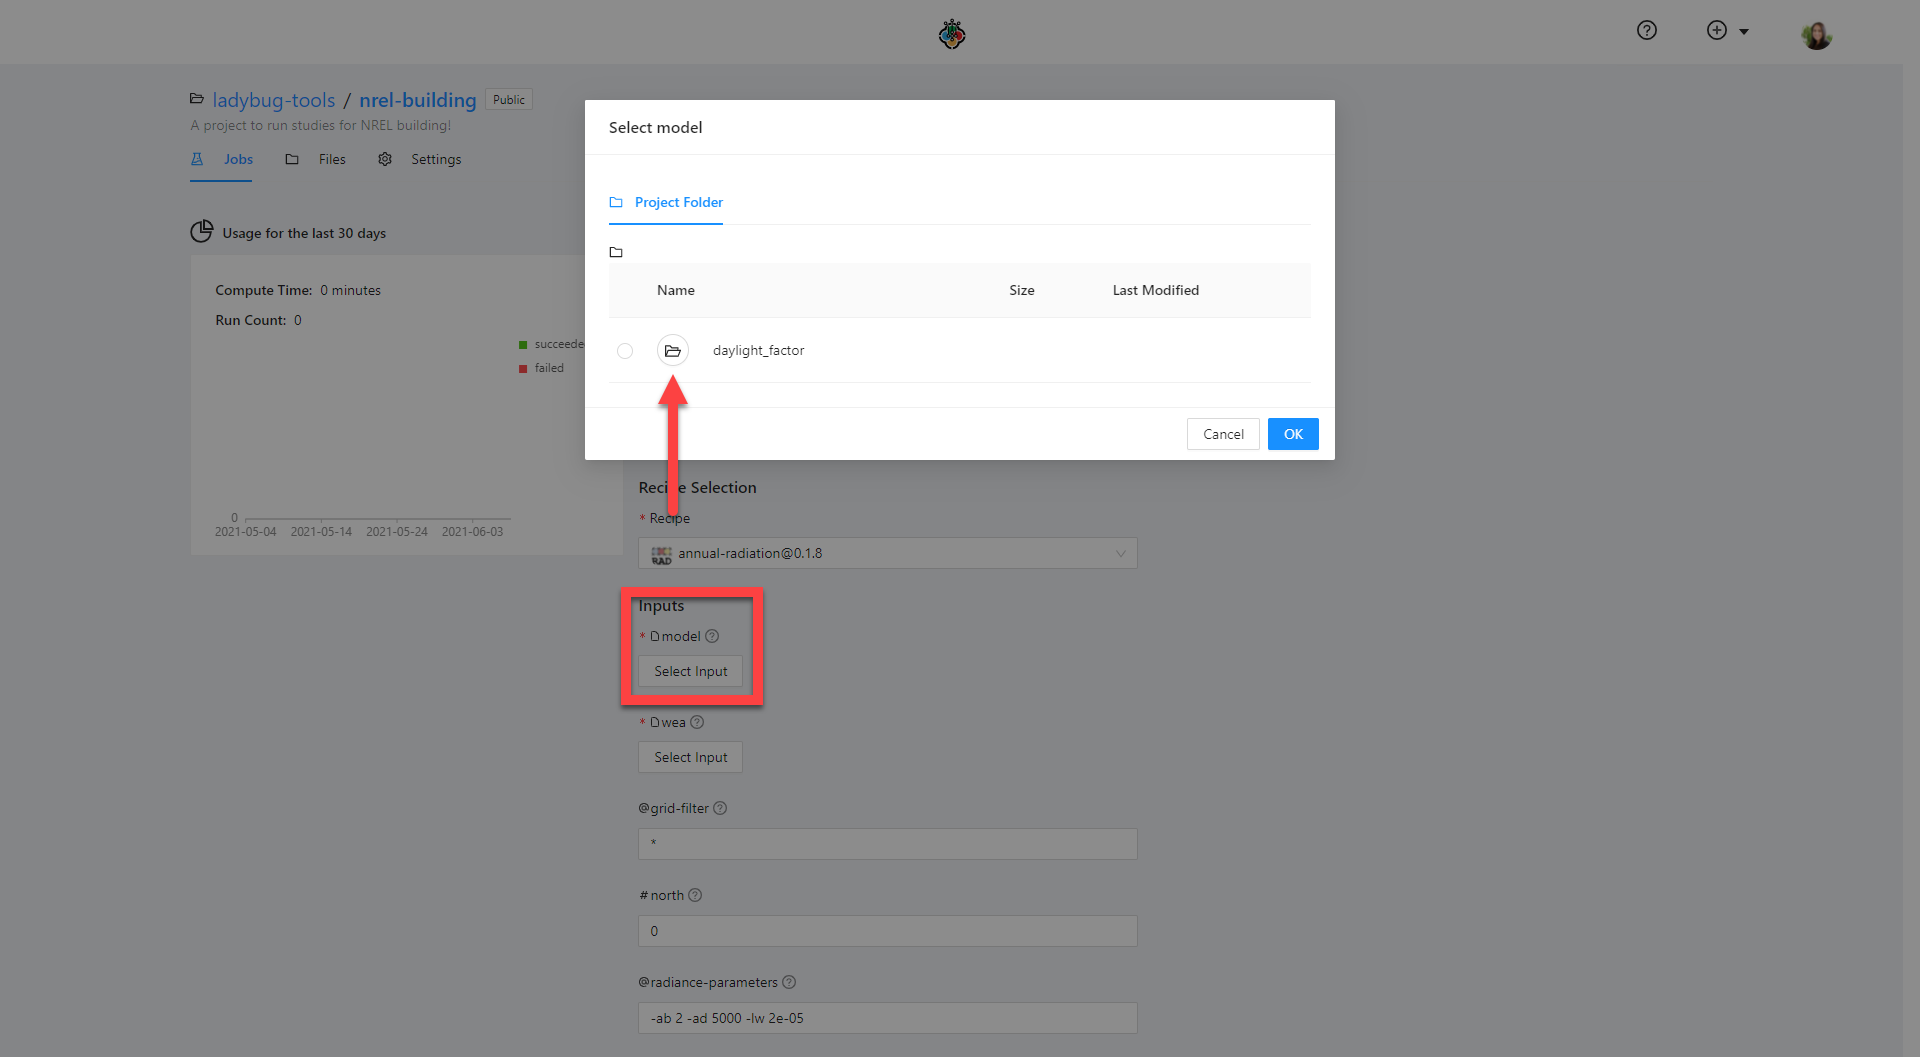 ladybug-tools / nrel-building Public
A project to run studies for NREL building!
Jobs Files Settings
Usage for the last 30 days
Compute Time: 0 minutes
Run Count: 0
succeede
failed
0
2021-05-04 2021-05-14 2021-05-24 2021-06-03
Select model
Project Folder
Name Size Last Modified
daylight_factor
Cancel OK
Recipe Selection
* Recipe
RAD annual-radiation@0.1.8
Inputs
* model
Select Input
* wea
Select Input
@grid-filter
*
#north
0
@radiance-parameters
-ab 2 -ad 5000 -lw 2e-05